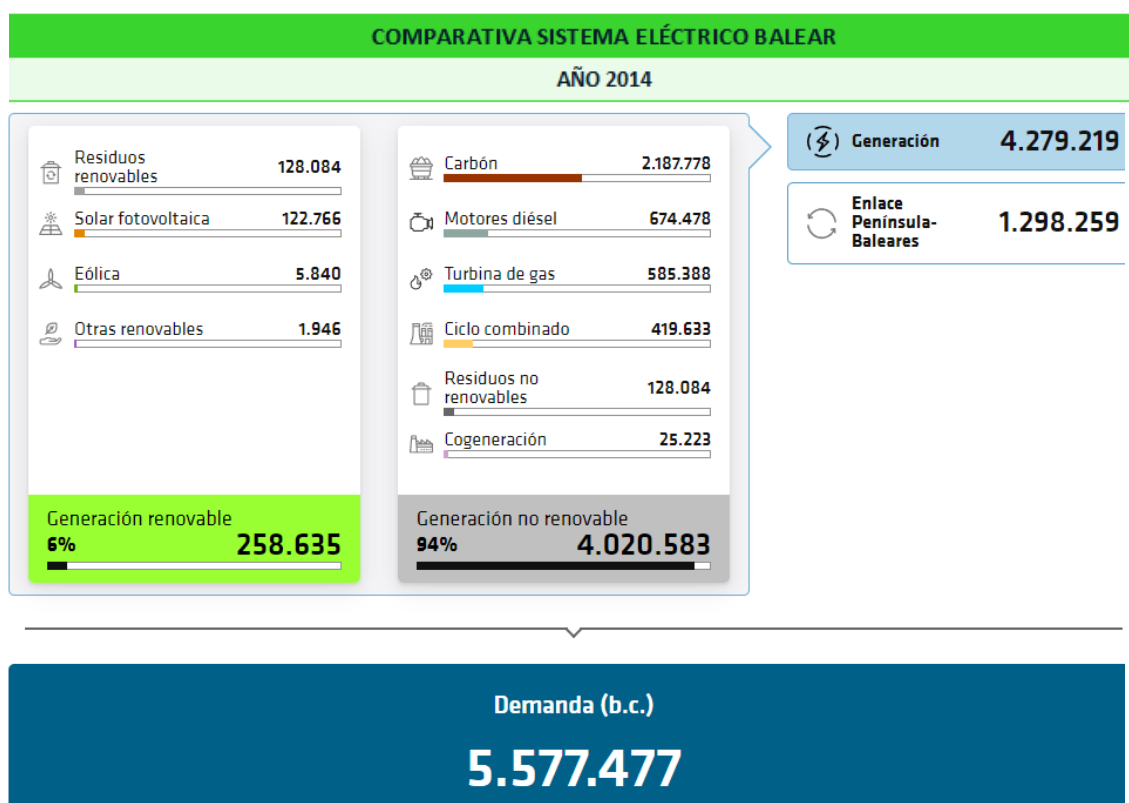 COMPARATIVA SISTEMA ELÉCTRICO BALEAR
AÑO 2014
Residuos
renovables
128.084
Solar fotovoltaica
122.766
Eólica
5.840
Otras renovables
1.946
Generación renovable
6%
258.635
Carbón
2.187.778
Motores diésel
674.478
Turbina de gas
585.388
Ciclo combinado
419.633
Residuos no
renovables
128.084
Cogeneración
25.223
Generación no renovable
94%
4.020.583
Generación
4.279.219
Enlace
Península-
Baleares
1.298.259
Demanda (b.c.)
5.577.477